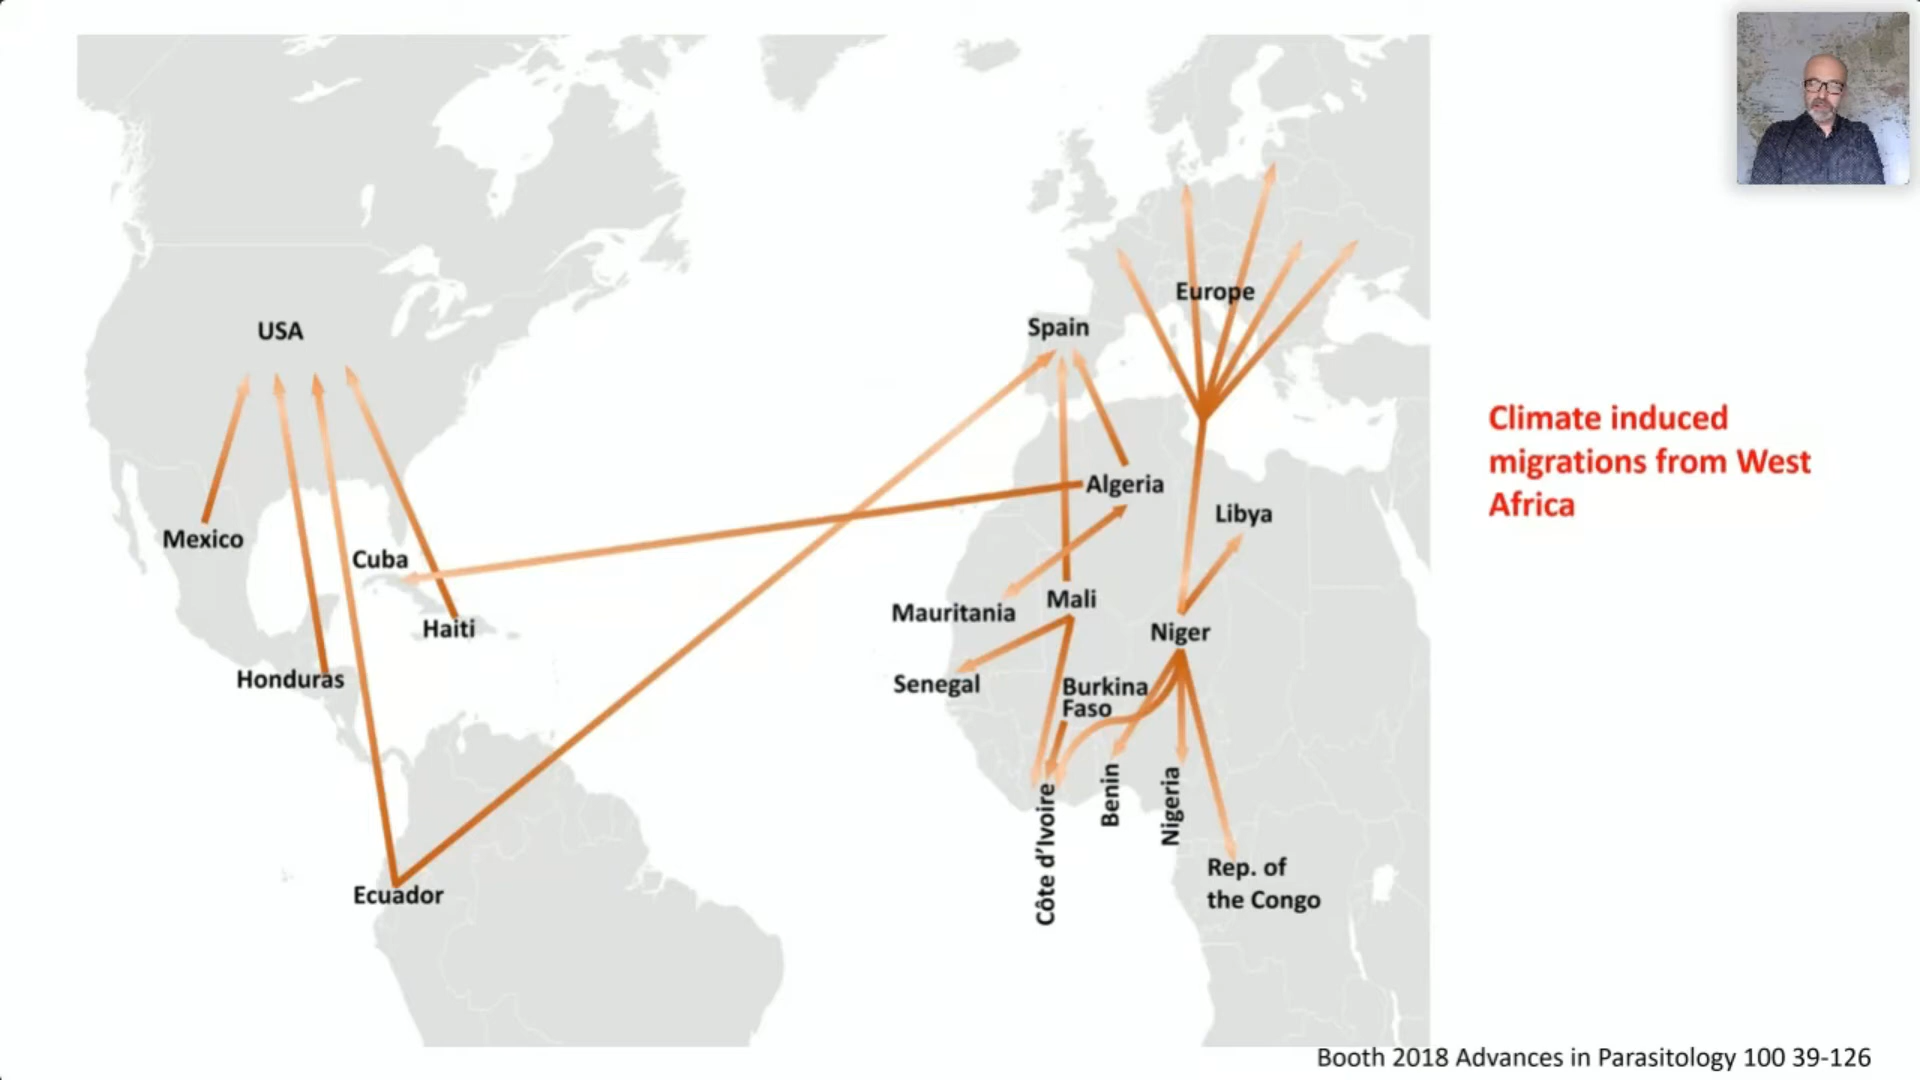 Europe
Spain
USA
Climate induced
migrations from West
Africa
Algeria
Libya
Mexico
Cuba
Mauritania
Mali
Haiti
Niger
Honduras
Senegal
Burkina
Faso
Côte d'Ivoire
Benin
Nigeria
Rep. of
the Congo
Ecuador
Booth 2018 Advances in Parasitology 100 39-126